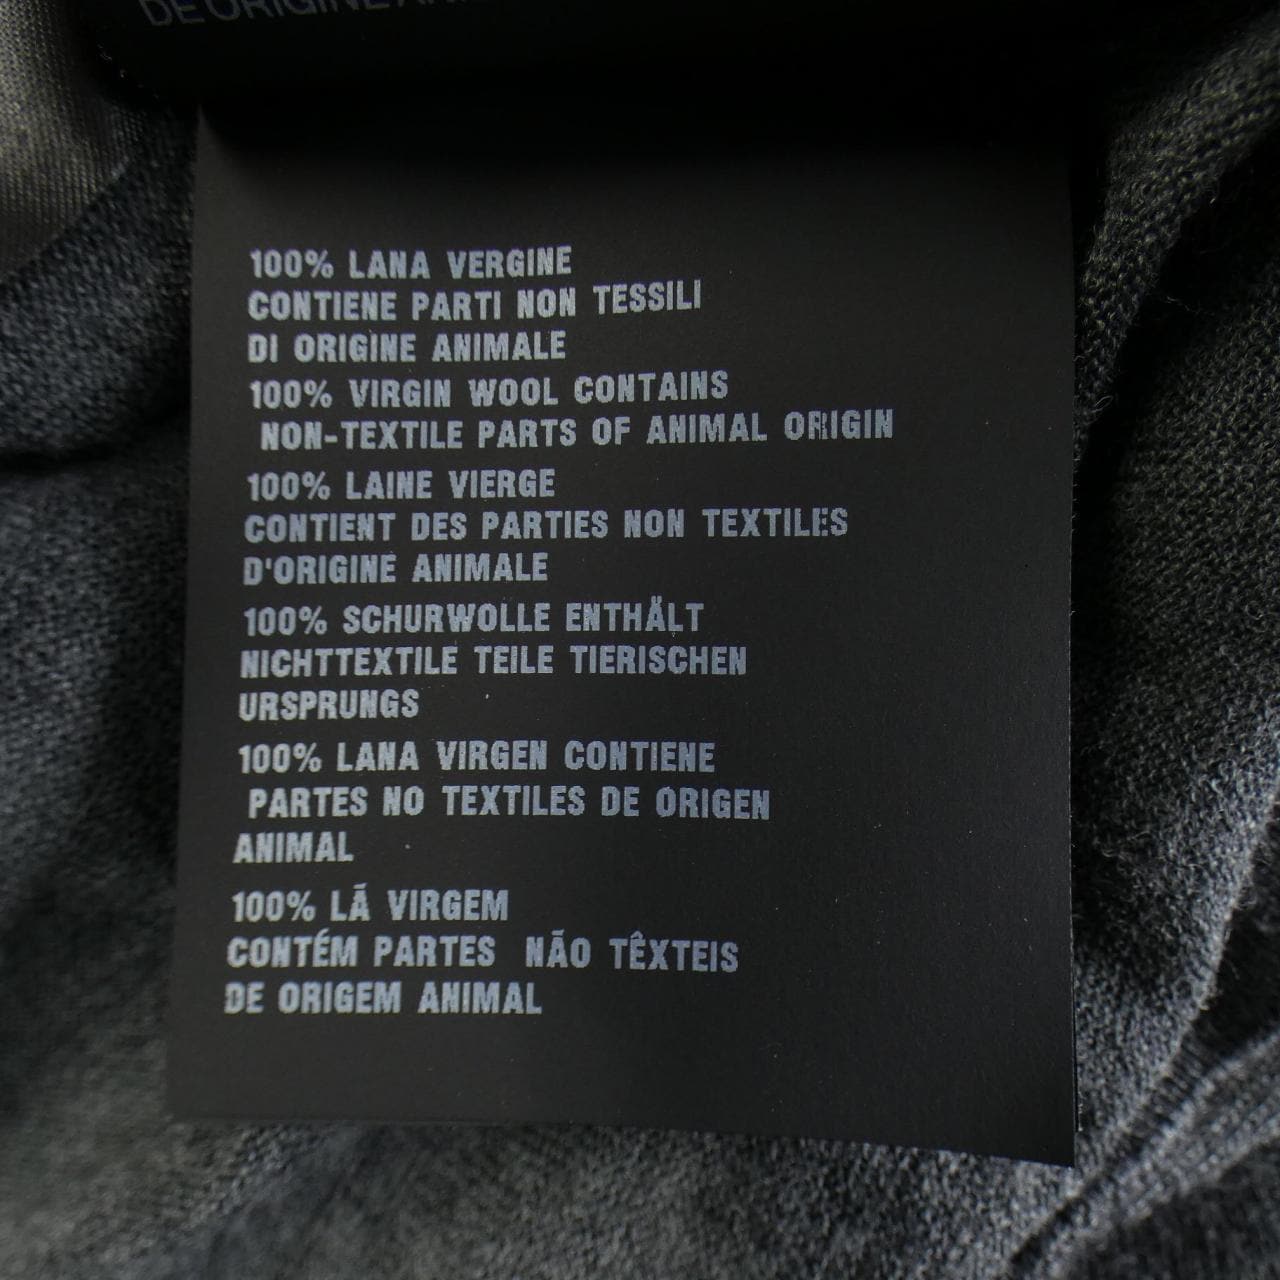 DE ORIGINE
100% LANA VERGINE
CONTIENE PARTI NON TESSILI
DI ORIGINE ANIMALE
100% VIRGIN WOOL CONTAINS
NON-TEXTILE PARTS OF ANIMAL ORIGIN
100% LAINE VIERGE
CONTIENT DES PARTIES NON TEXTILES
D'ORIGINE ANIMALE
100% SCHURWOLLE ENTHÄLT
NICHTTEXTILE TEILE TIERISCHEN
URSPRUNGS
100% LANA VIRGEN CONTIENE
PARTES NO TEXTILES DE ORIGEN
ANIMAL
100% LÃ VIRGEM
CONTÉM PARTES NÃO TÊXTEIS
DE ORIGEM ANIMAL